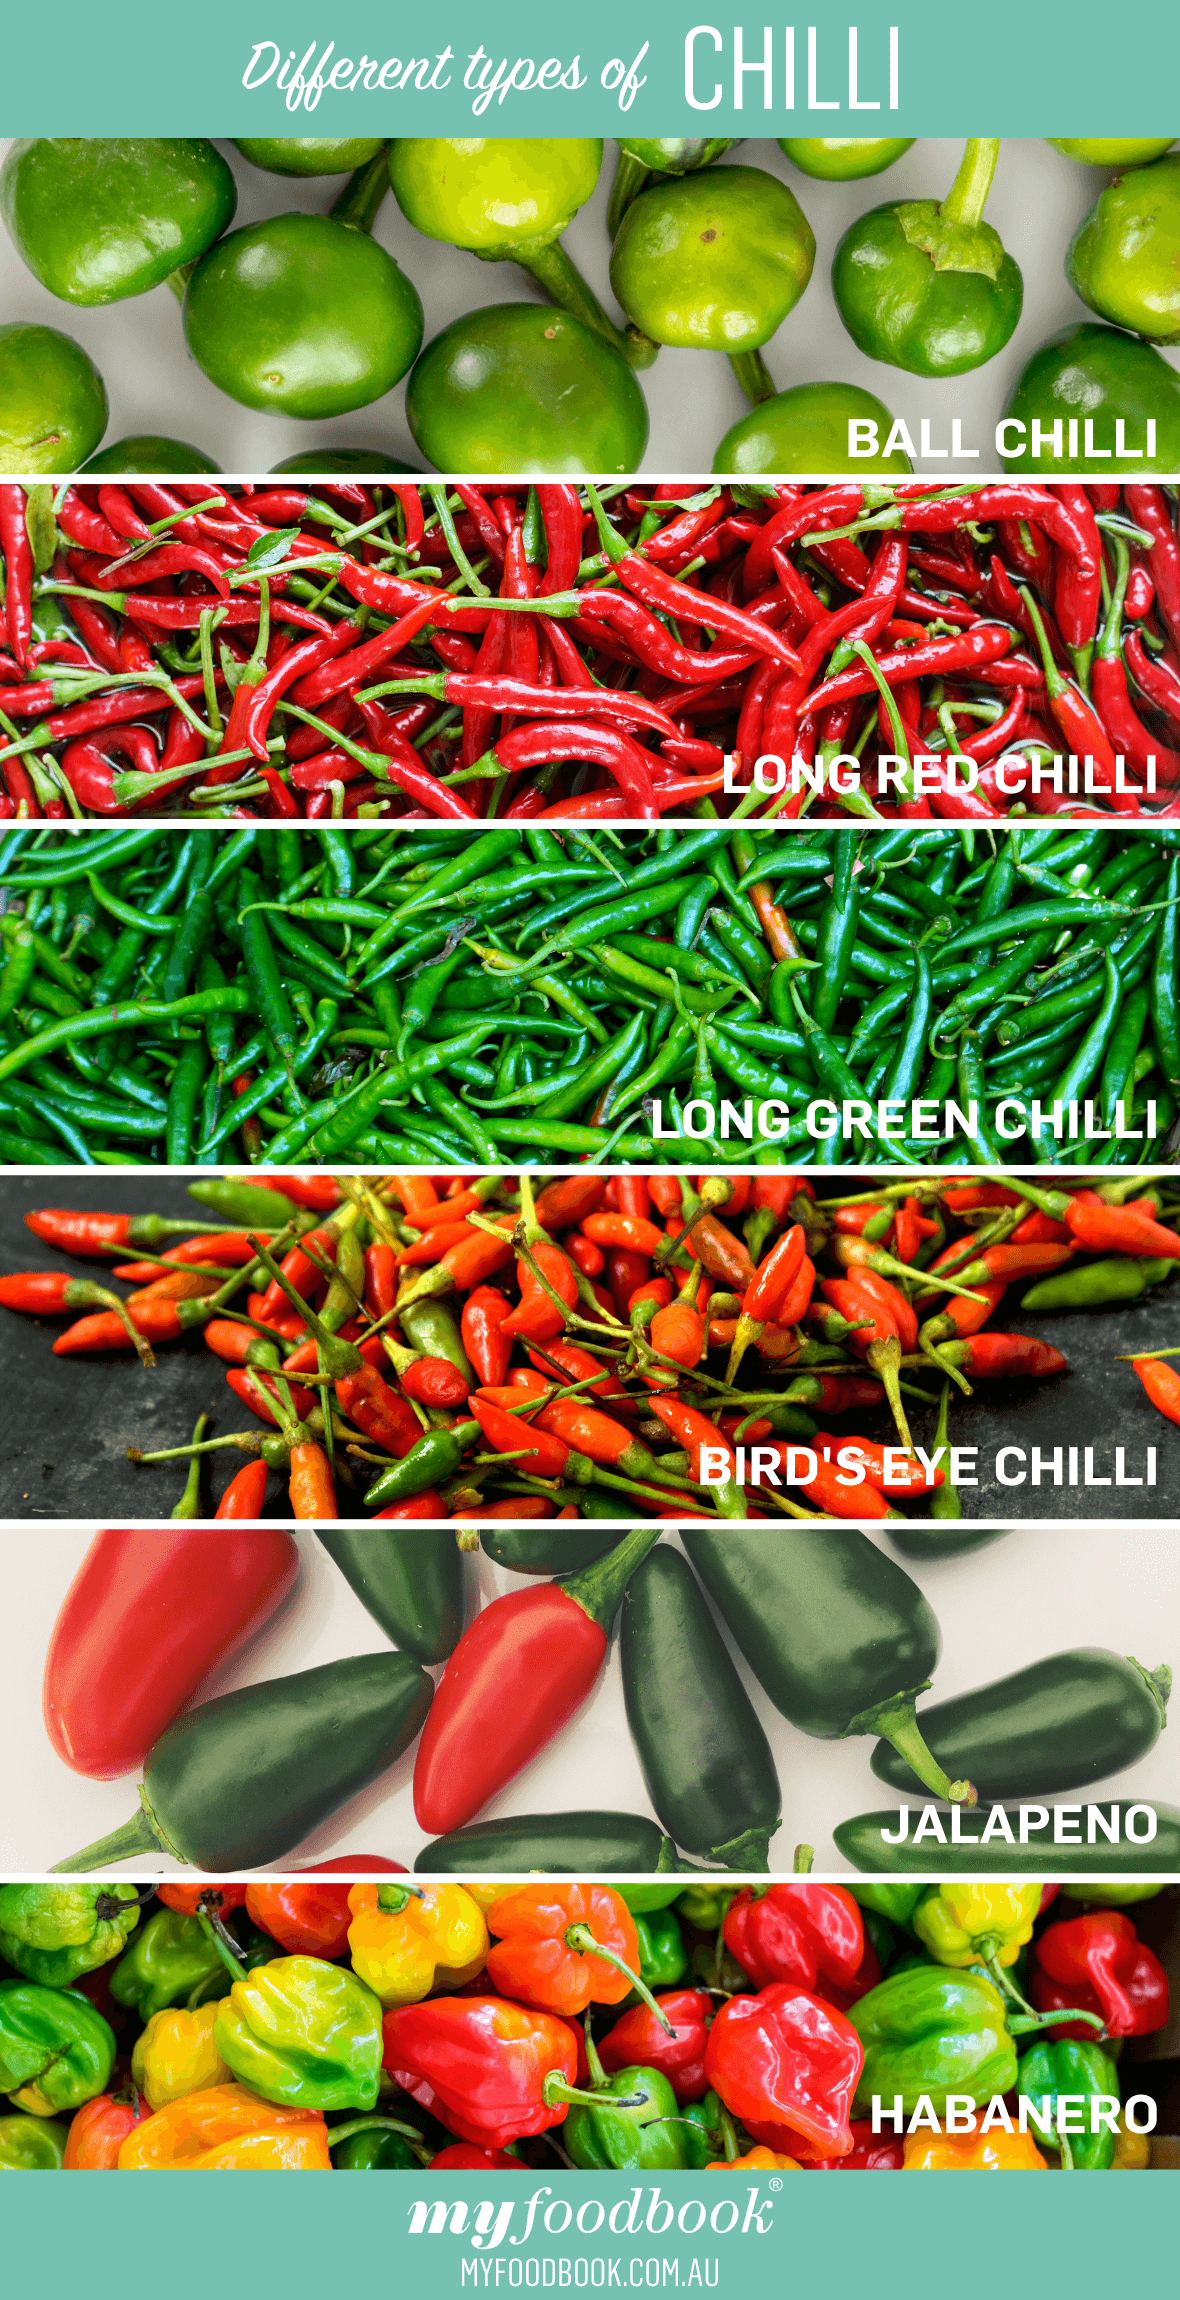 Different types of CHILLI
BALL CHILLI
LONG RED CHILLI
LONG GREEN CHILLI
BIRD'S EYE CHILLI
JALAPENO
HABANERO
myfoodbook®
MYFOODBOOK.COM.AU